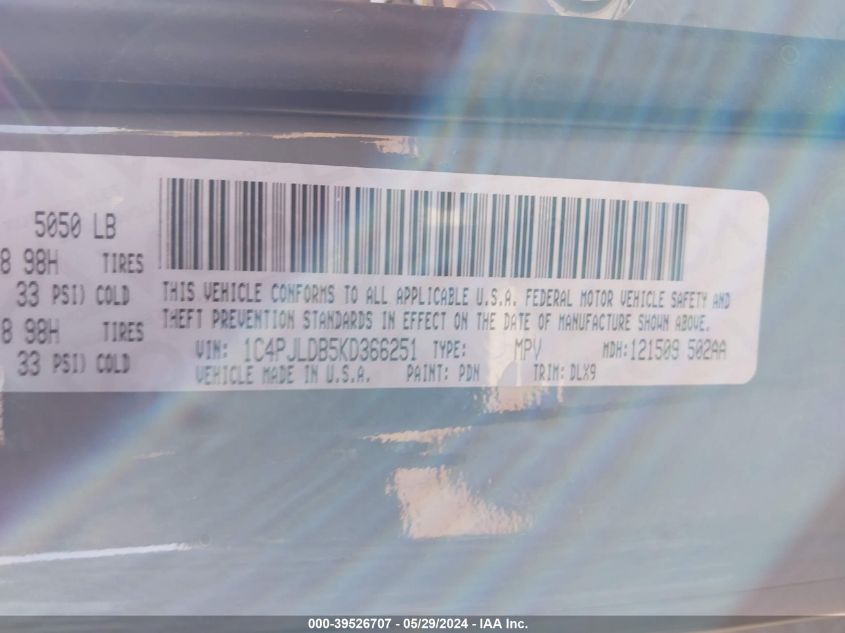 5050 LB
8 98H TIRES
33 PSI) COLD
8 98H TIRES
33 PSI) COLD
THIS VEHICLE CONFORMS TO ALL APPLICABLE U.S.A. FEDERAL MOTOR VEHICLE SAFETY AND
THEFT PREVENTION STANDARDS IN EFFECT ON THE DATE OF MANUFACTURE SHOWN ABOVE.
VIN: 1C4PJLDB5KD366251 TYPE: MPV MDH:121509 502AA
VEHICLE MADE IN U.S.A. PAINT: PDN TRIM: DLX9
000-39526707 - 05/29/2024 - IAA Inc.